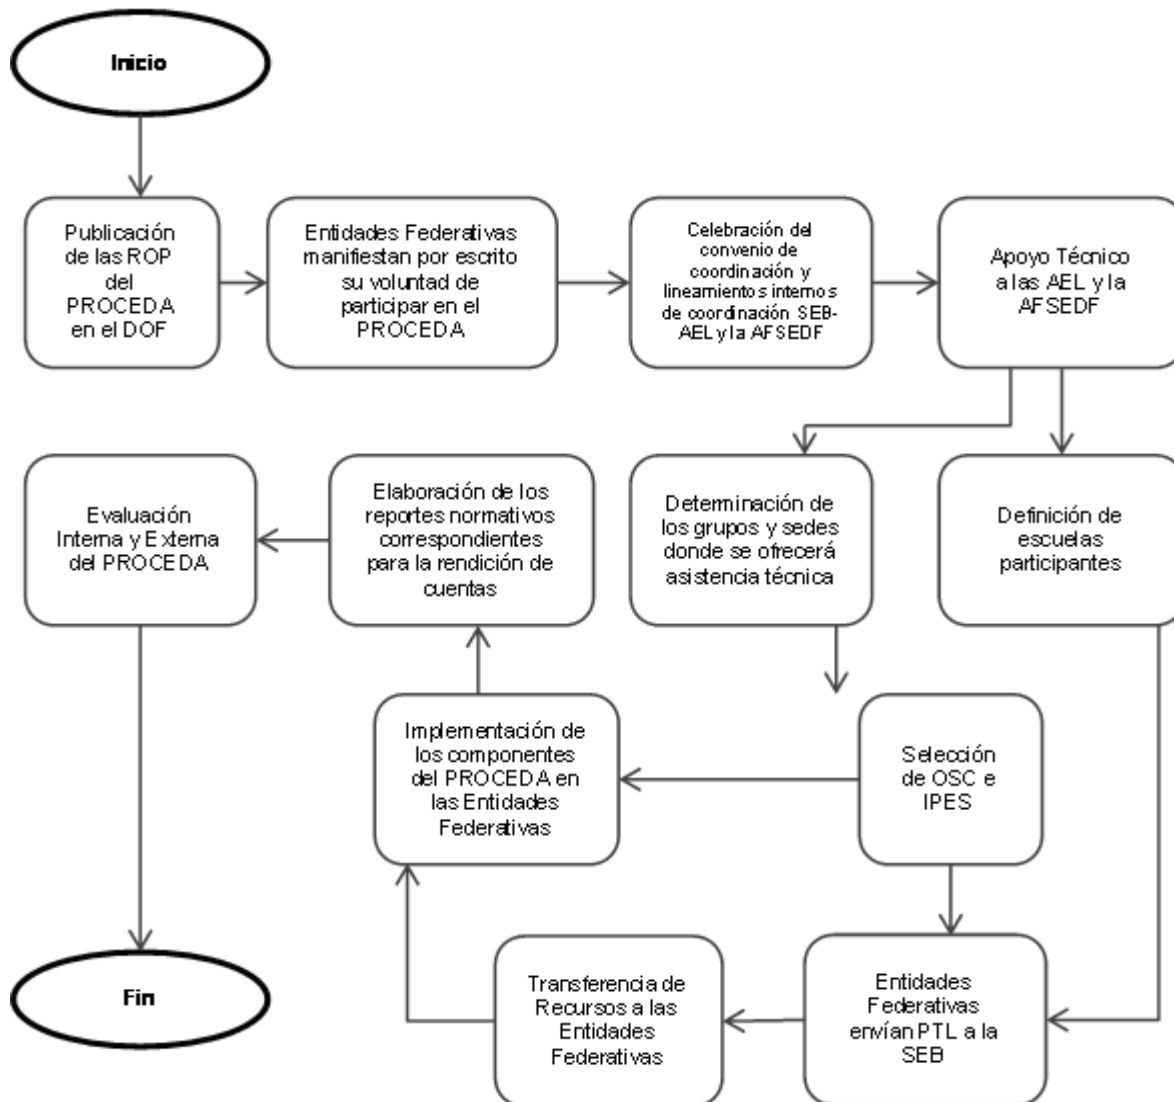 Inicio
Publicación
de las ROP
del
PROCEDA
en el DOF
Entidades Federativas
manifiestan por escrito
su voluntad de
participar en el
PROCEDA
Celebración del
convenio de
coordinación y
lineamientos internos
de coordinación SEB-
AEL y la AFSEDF
Apoyo Técnico
a las AEL y la
AFSEDF
Evaluación
Interna y Externa
del PROCEDA
Elaboración de los
reportes normativos
correspondientes
para la rendición de
cuentas
Determinación de
los grupos y sedes
donde se ofrecerá
asistencia técnica
Definición de
escuelas
participantes
Implementación de
los componentes
del PROCEDA en
las Entidades
Federativas
Selección
de OSC e
IPES
Fin
Transferencia de
Recursos a las
Entidades
Federativas
Entidades
Federativas
envían PTL a la
SEB